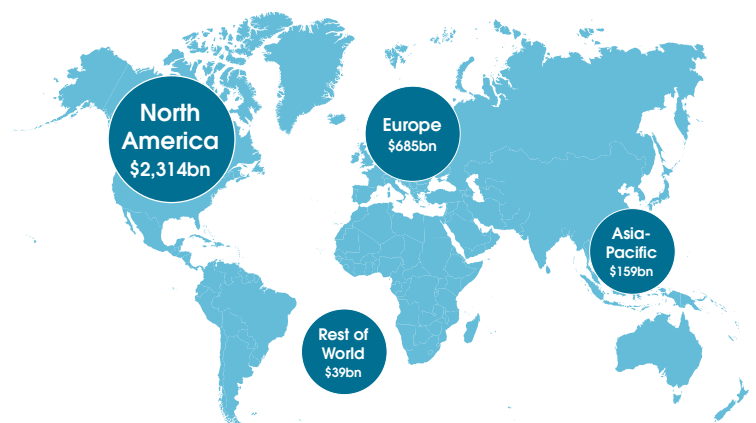 North
America
$2,314bn
Europe
$685bn
Asia-
Pacific
$159bn
Rest of
World
$39bn